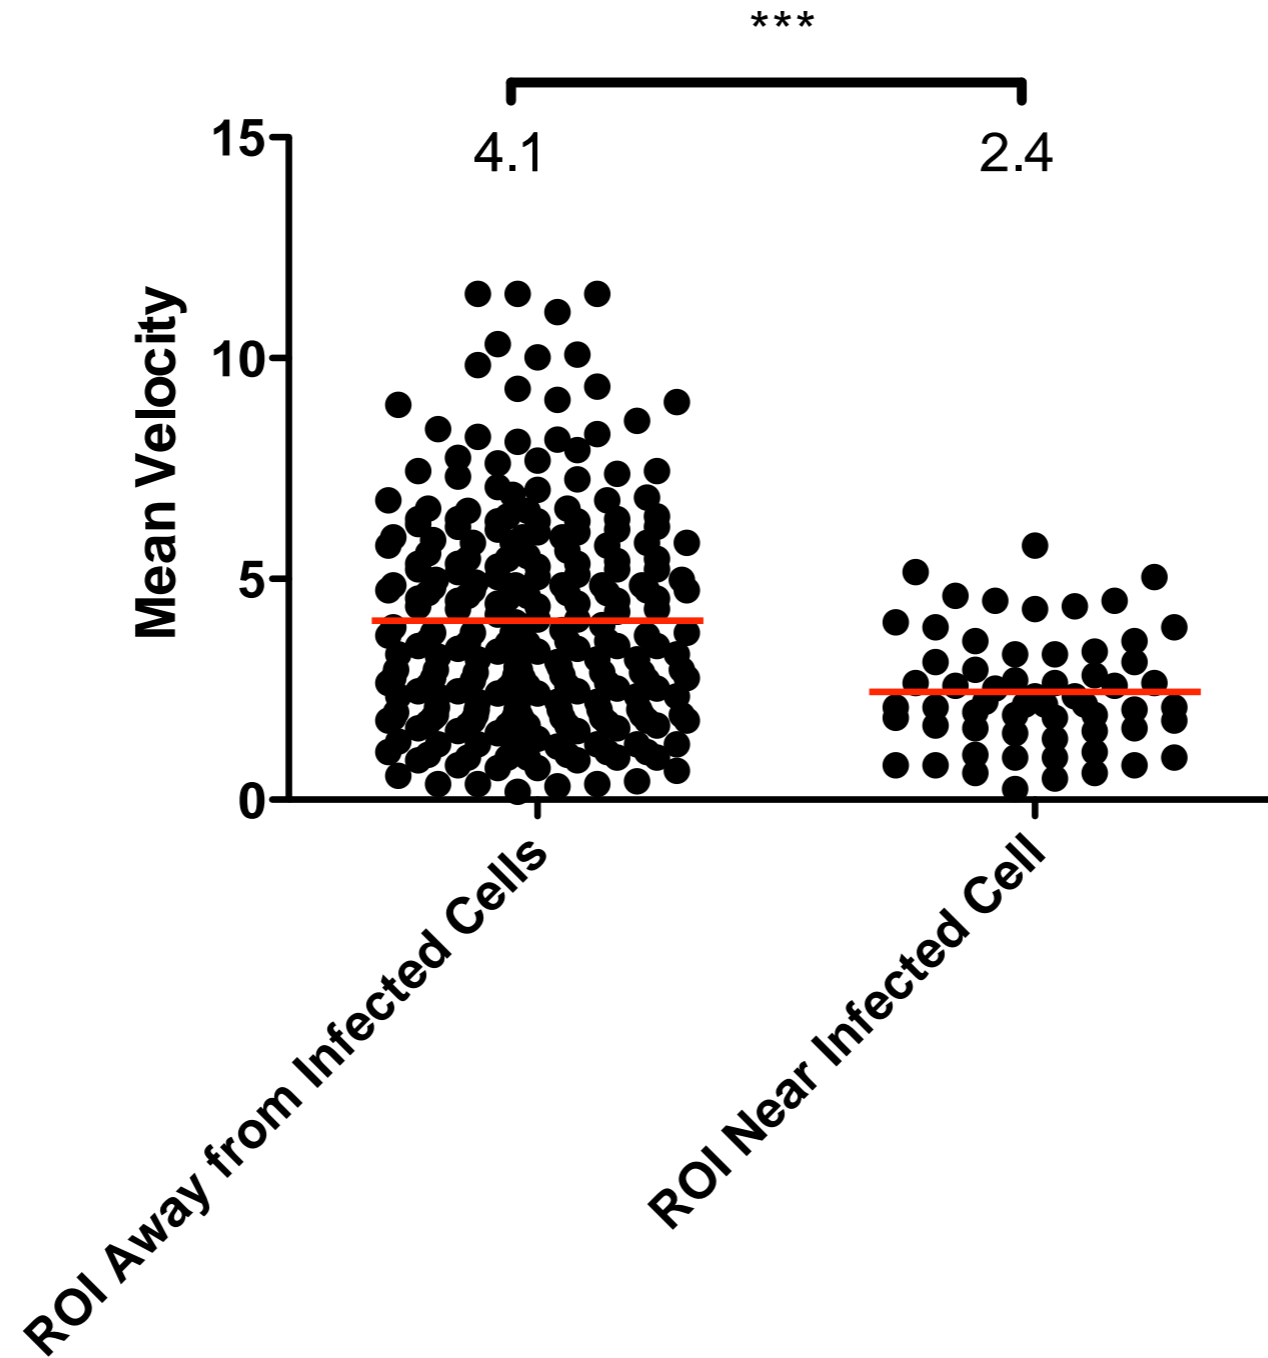 ***
4.1
2.4
15
10
5
0
Mean Velocity
ROI Away from Infected Cells
ROI Near Infected Cell